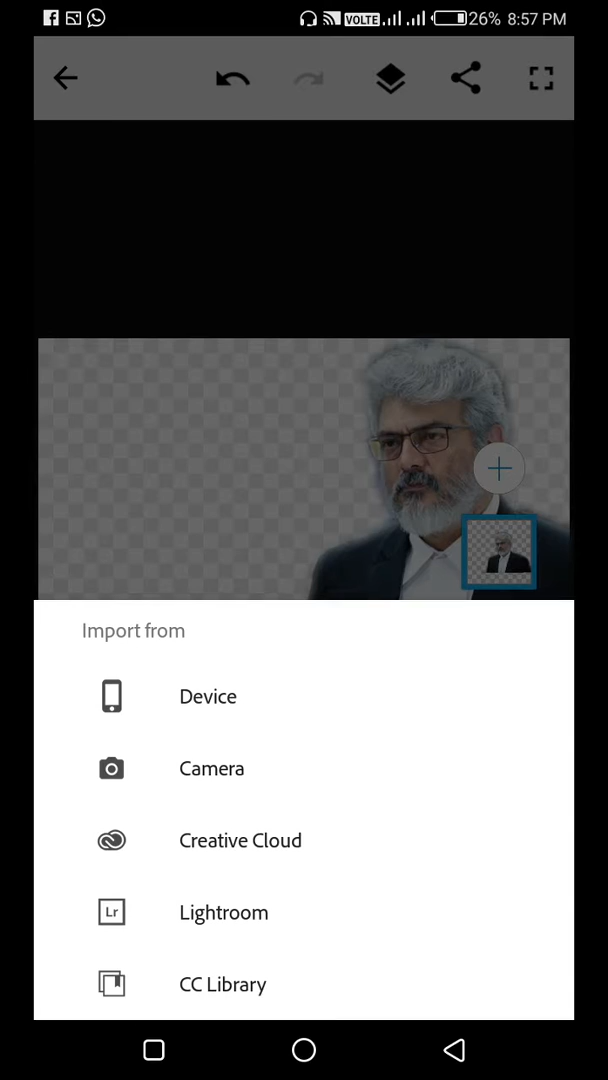 VOLTE 26% 8:57 PM
Import from
Device
Camera
Creative Cloud
Lr Lightroom
CC Library